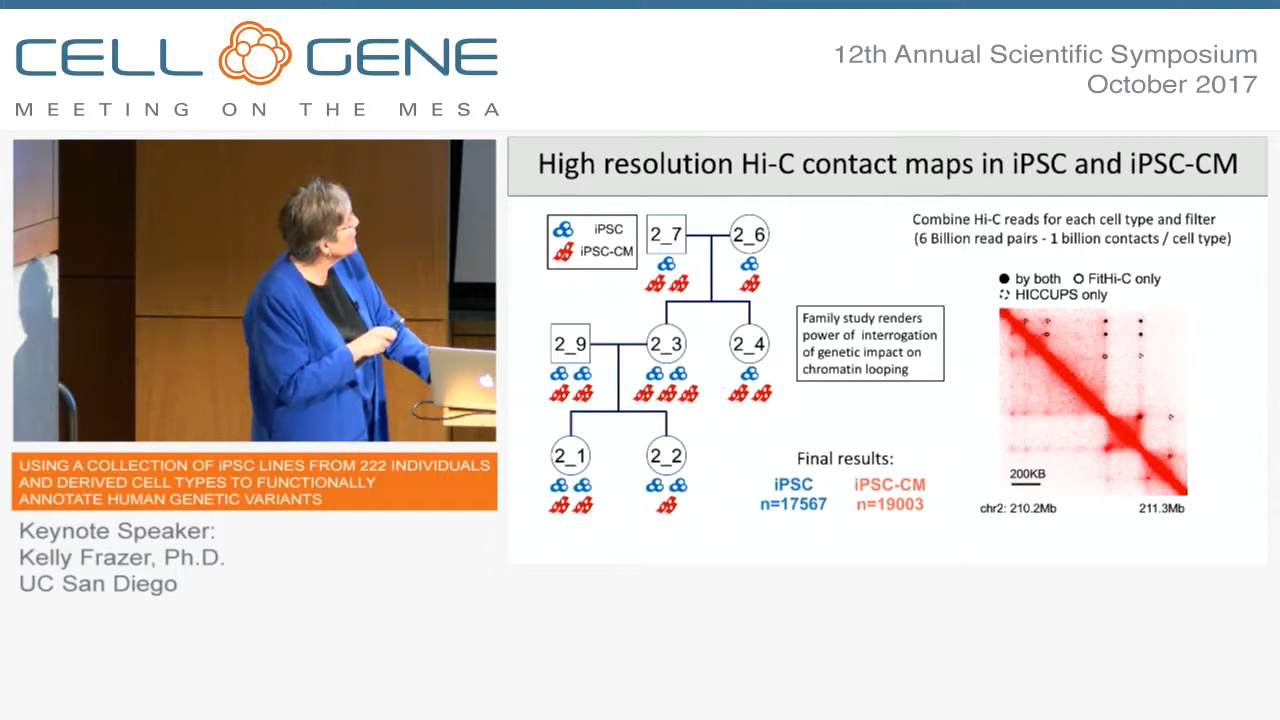 CELL GENE
MEETING ON THE MESA
12th Annual Scientific Symposium
October 2017
High resolution Hi-C contact maps in iPSC and iPSC-CM
iPSC
iPSC-CM
2_7
2_6
2_9
2_3
2_4
2_1
2_2
Combine Hi-C reads for each cell type and filter
(6 Billion read pairs - 1 billion contacts / cell type)
by both FitHi-C only
HICCUPS only
Family study renders
power of interrogation
of genetic impact on
chromatin looping
200KB
chr2: 210.2Mb 211.3Mb
Final results:
iPSC iPSC-CM
n=17567 n=19003
USING A COLLECTION OF iPSC LINES FROM 222 INDIVIDUALS
AND DERIVED CELL TYPES TO FUNCTIONALLY
ANNOTATE HUMAN GENETIC VARIANTS
Keynote Speaker:
Kelly Frazer, Ph.D.
UC San Diego